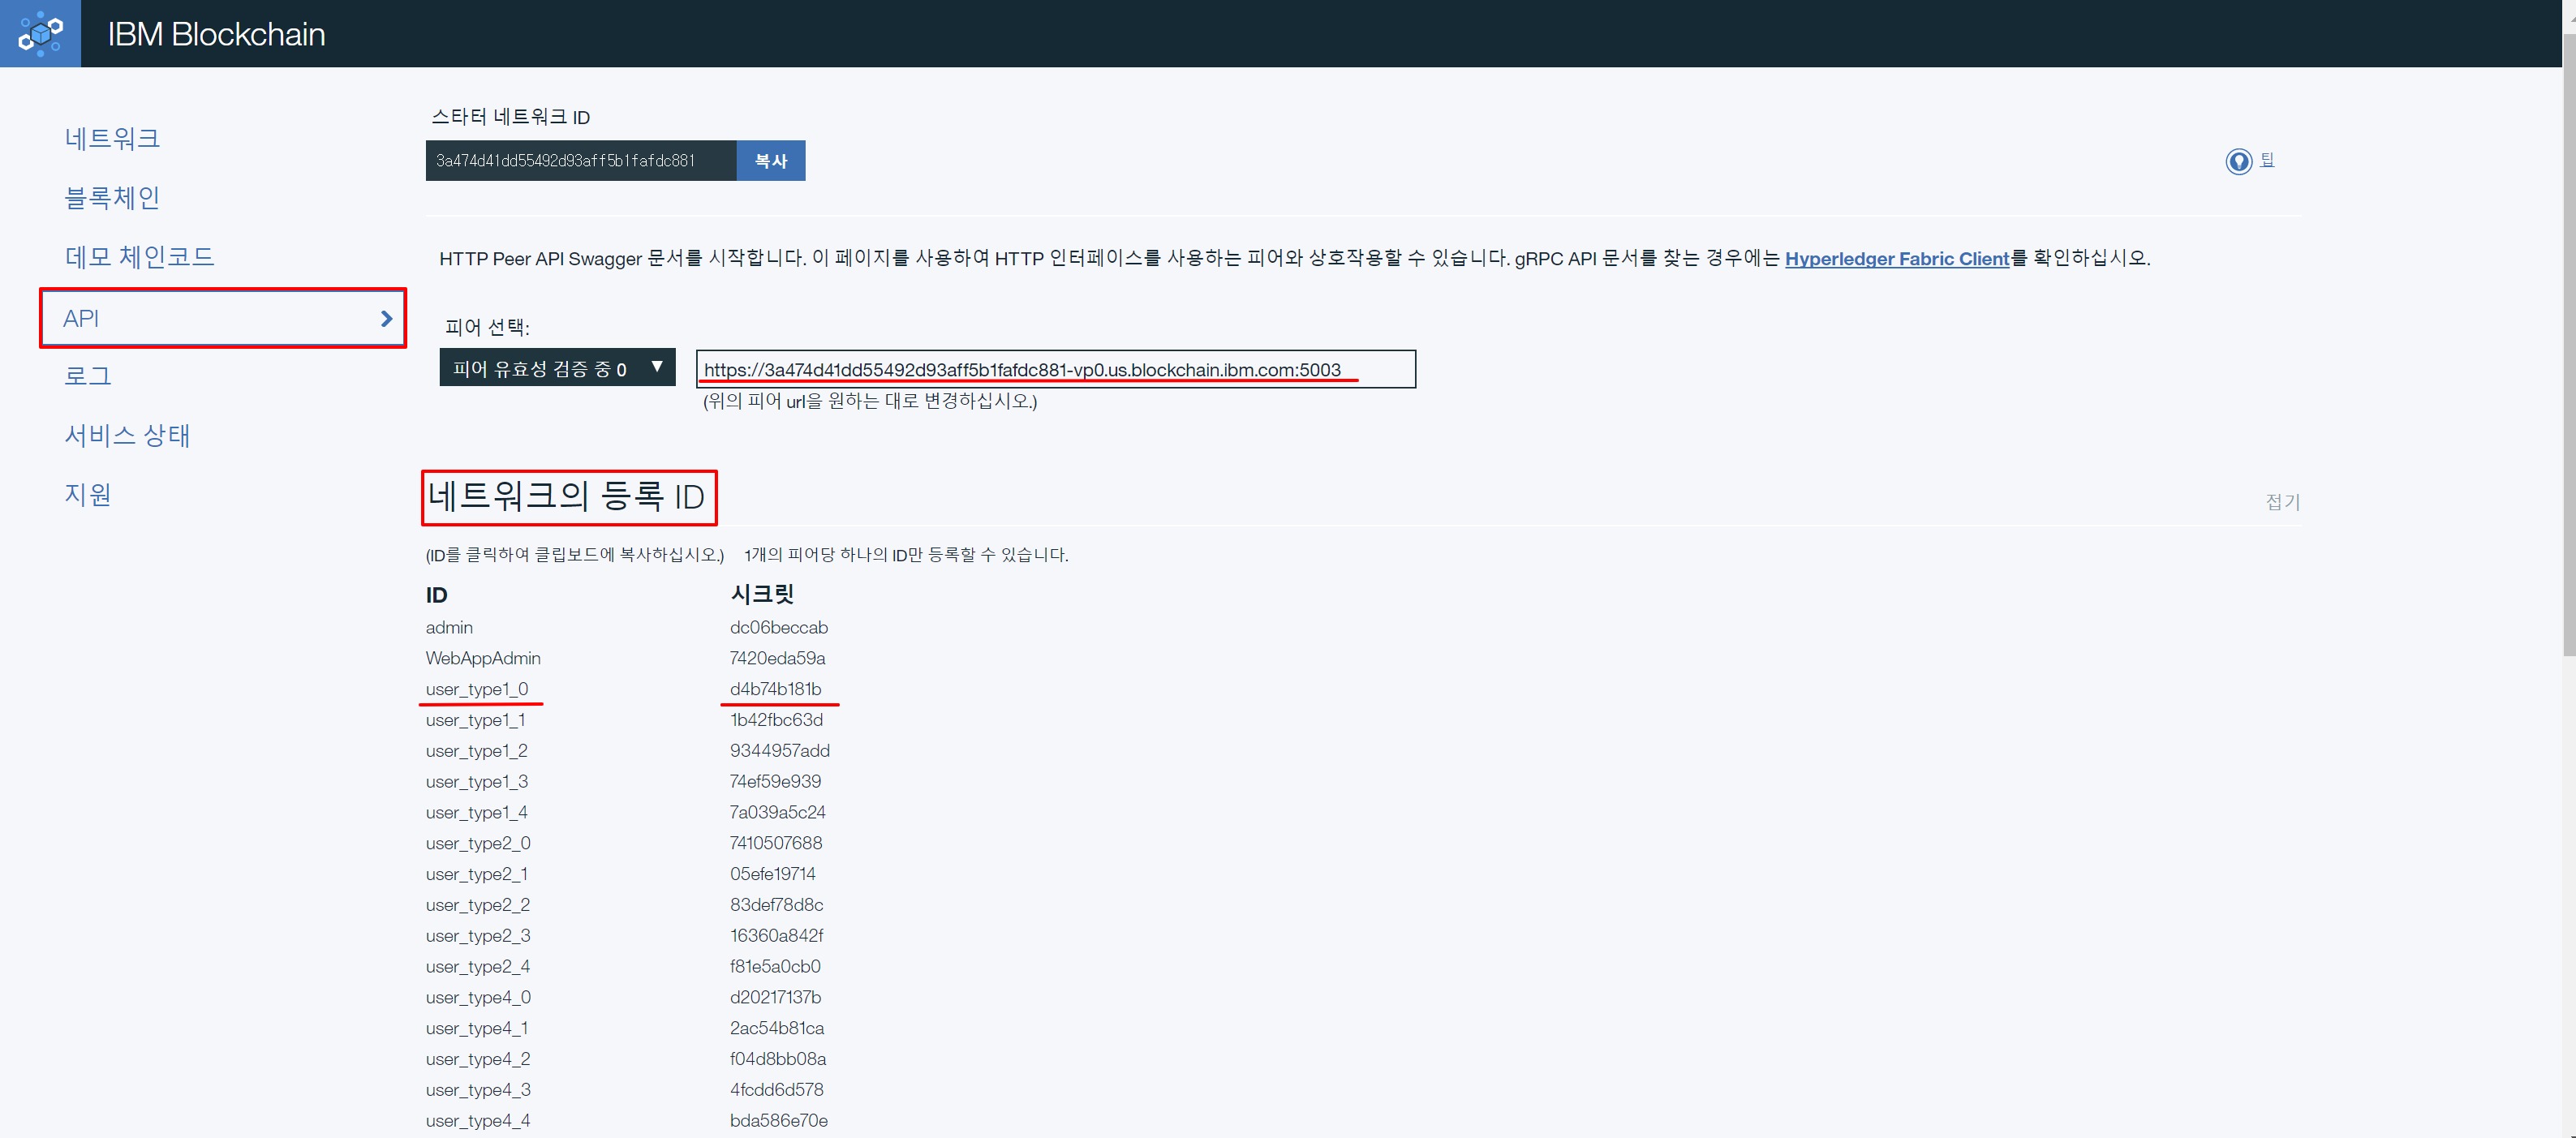 IBM Blockchain
네트워크
블록체인
데모 체인코드
API
로그
서비스 상태
지원
스타터 네트워크 ID
3a474d41dd55492d93aff5b1fafdc881 복사
팁
HTTP Peer API Swagger 문서를 시작합니다. 이 페이지를 사용하여 HTTP 인터페이스를 사용하는 피어와 상호작용할 수 있습니다. gRPC API 문서를 찾는 경우에는 Hyperledger Fabric Client를 확인하십시오.
피어 선택:
피어 유효성 검증 중 0 ▼ https://3a474d41dd55492d93aff5b1fafdc881-vp0.us.blockchain.ibm.com:5003
(위의 피어 url을 원하는 대로 변경하십시오.)
네트워크의 등록 ID
접기
(ID를 클릭하여 클립보드에 복사하십시오.) 1개의 피어당 하나의 ID만 등록할 수 있습니다.
ID 시크릿
admin dc06beccab
WebAppAdmin 7420eda59a
user_type1_0 d4b74b181b
user_type1_1 1b42fbc63d
user_type1_2 9344957add
user_type1_3 74ef59e939
user_type1_4 7a039a5c24
user_type2_0 7410507688
user_type2_1 05efe19714
user_type2_2 83def78d8c
user_type2_3 16360a842f
user_type2_4 f81e5a0cb0
user_type4_0 d20217137b
user_type4_1 2ac54b81ca
user_type4_2 f04d8bb08a
user_type4_3 4fcdd6d578
user_type4_4 bda586e70e